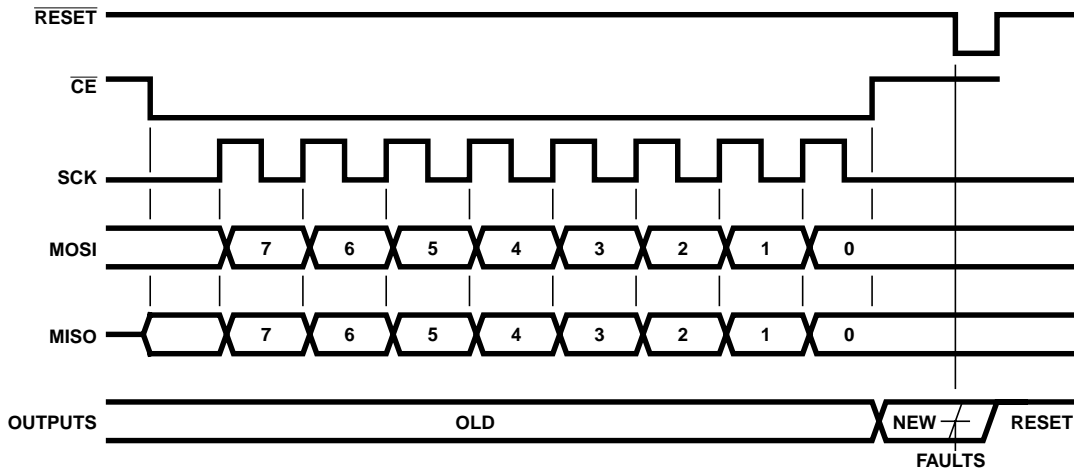 RESET
CE
SCK
MOSI 7 6 5 4 3 2 1 0
MISO 7 6 5 4 3 2 1 0
OUTPUTS OLD NEW RESET
FAULTS